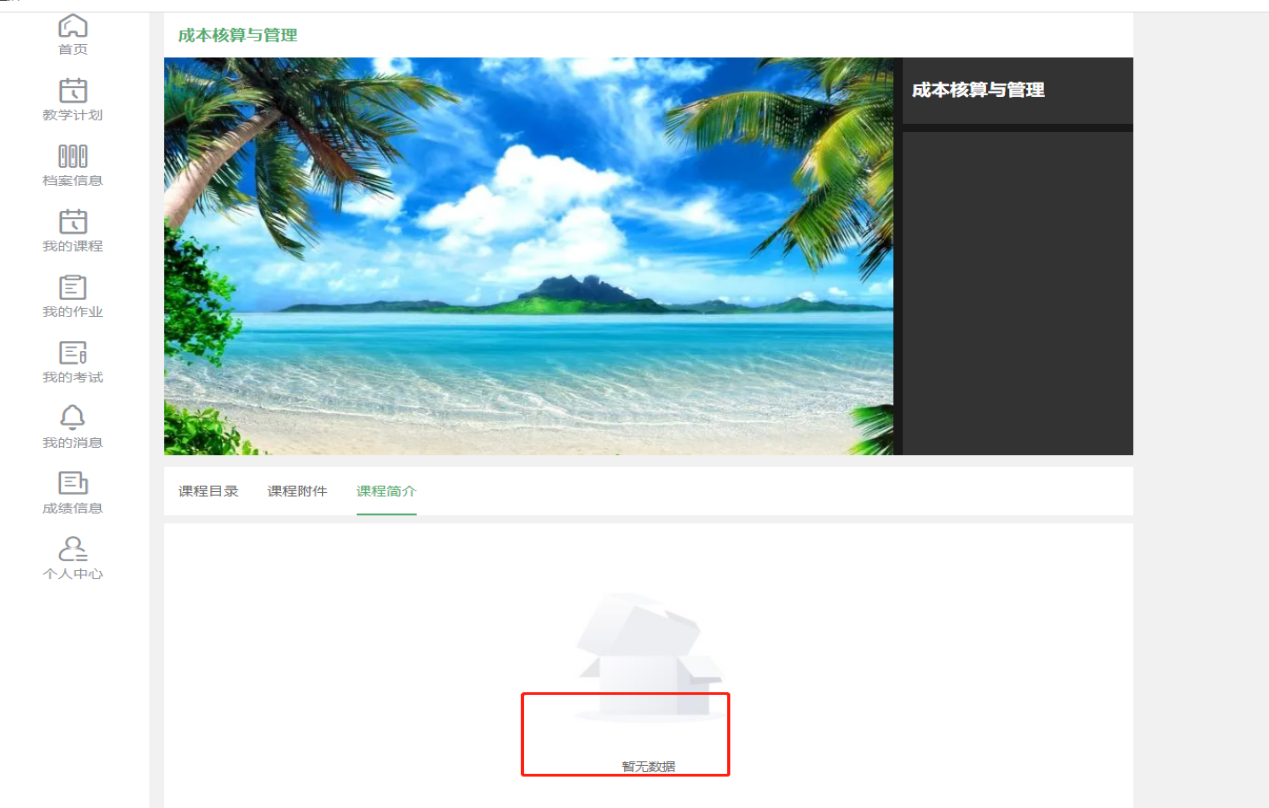 成本核算与管理
首页
教学计划
档案信息
我的课程
我的作业
我的考试
我的消息
成绩信息
个人中心
成本核算与管理
课程目录 课程附件 课程简介
暂无数据